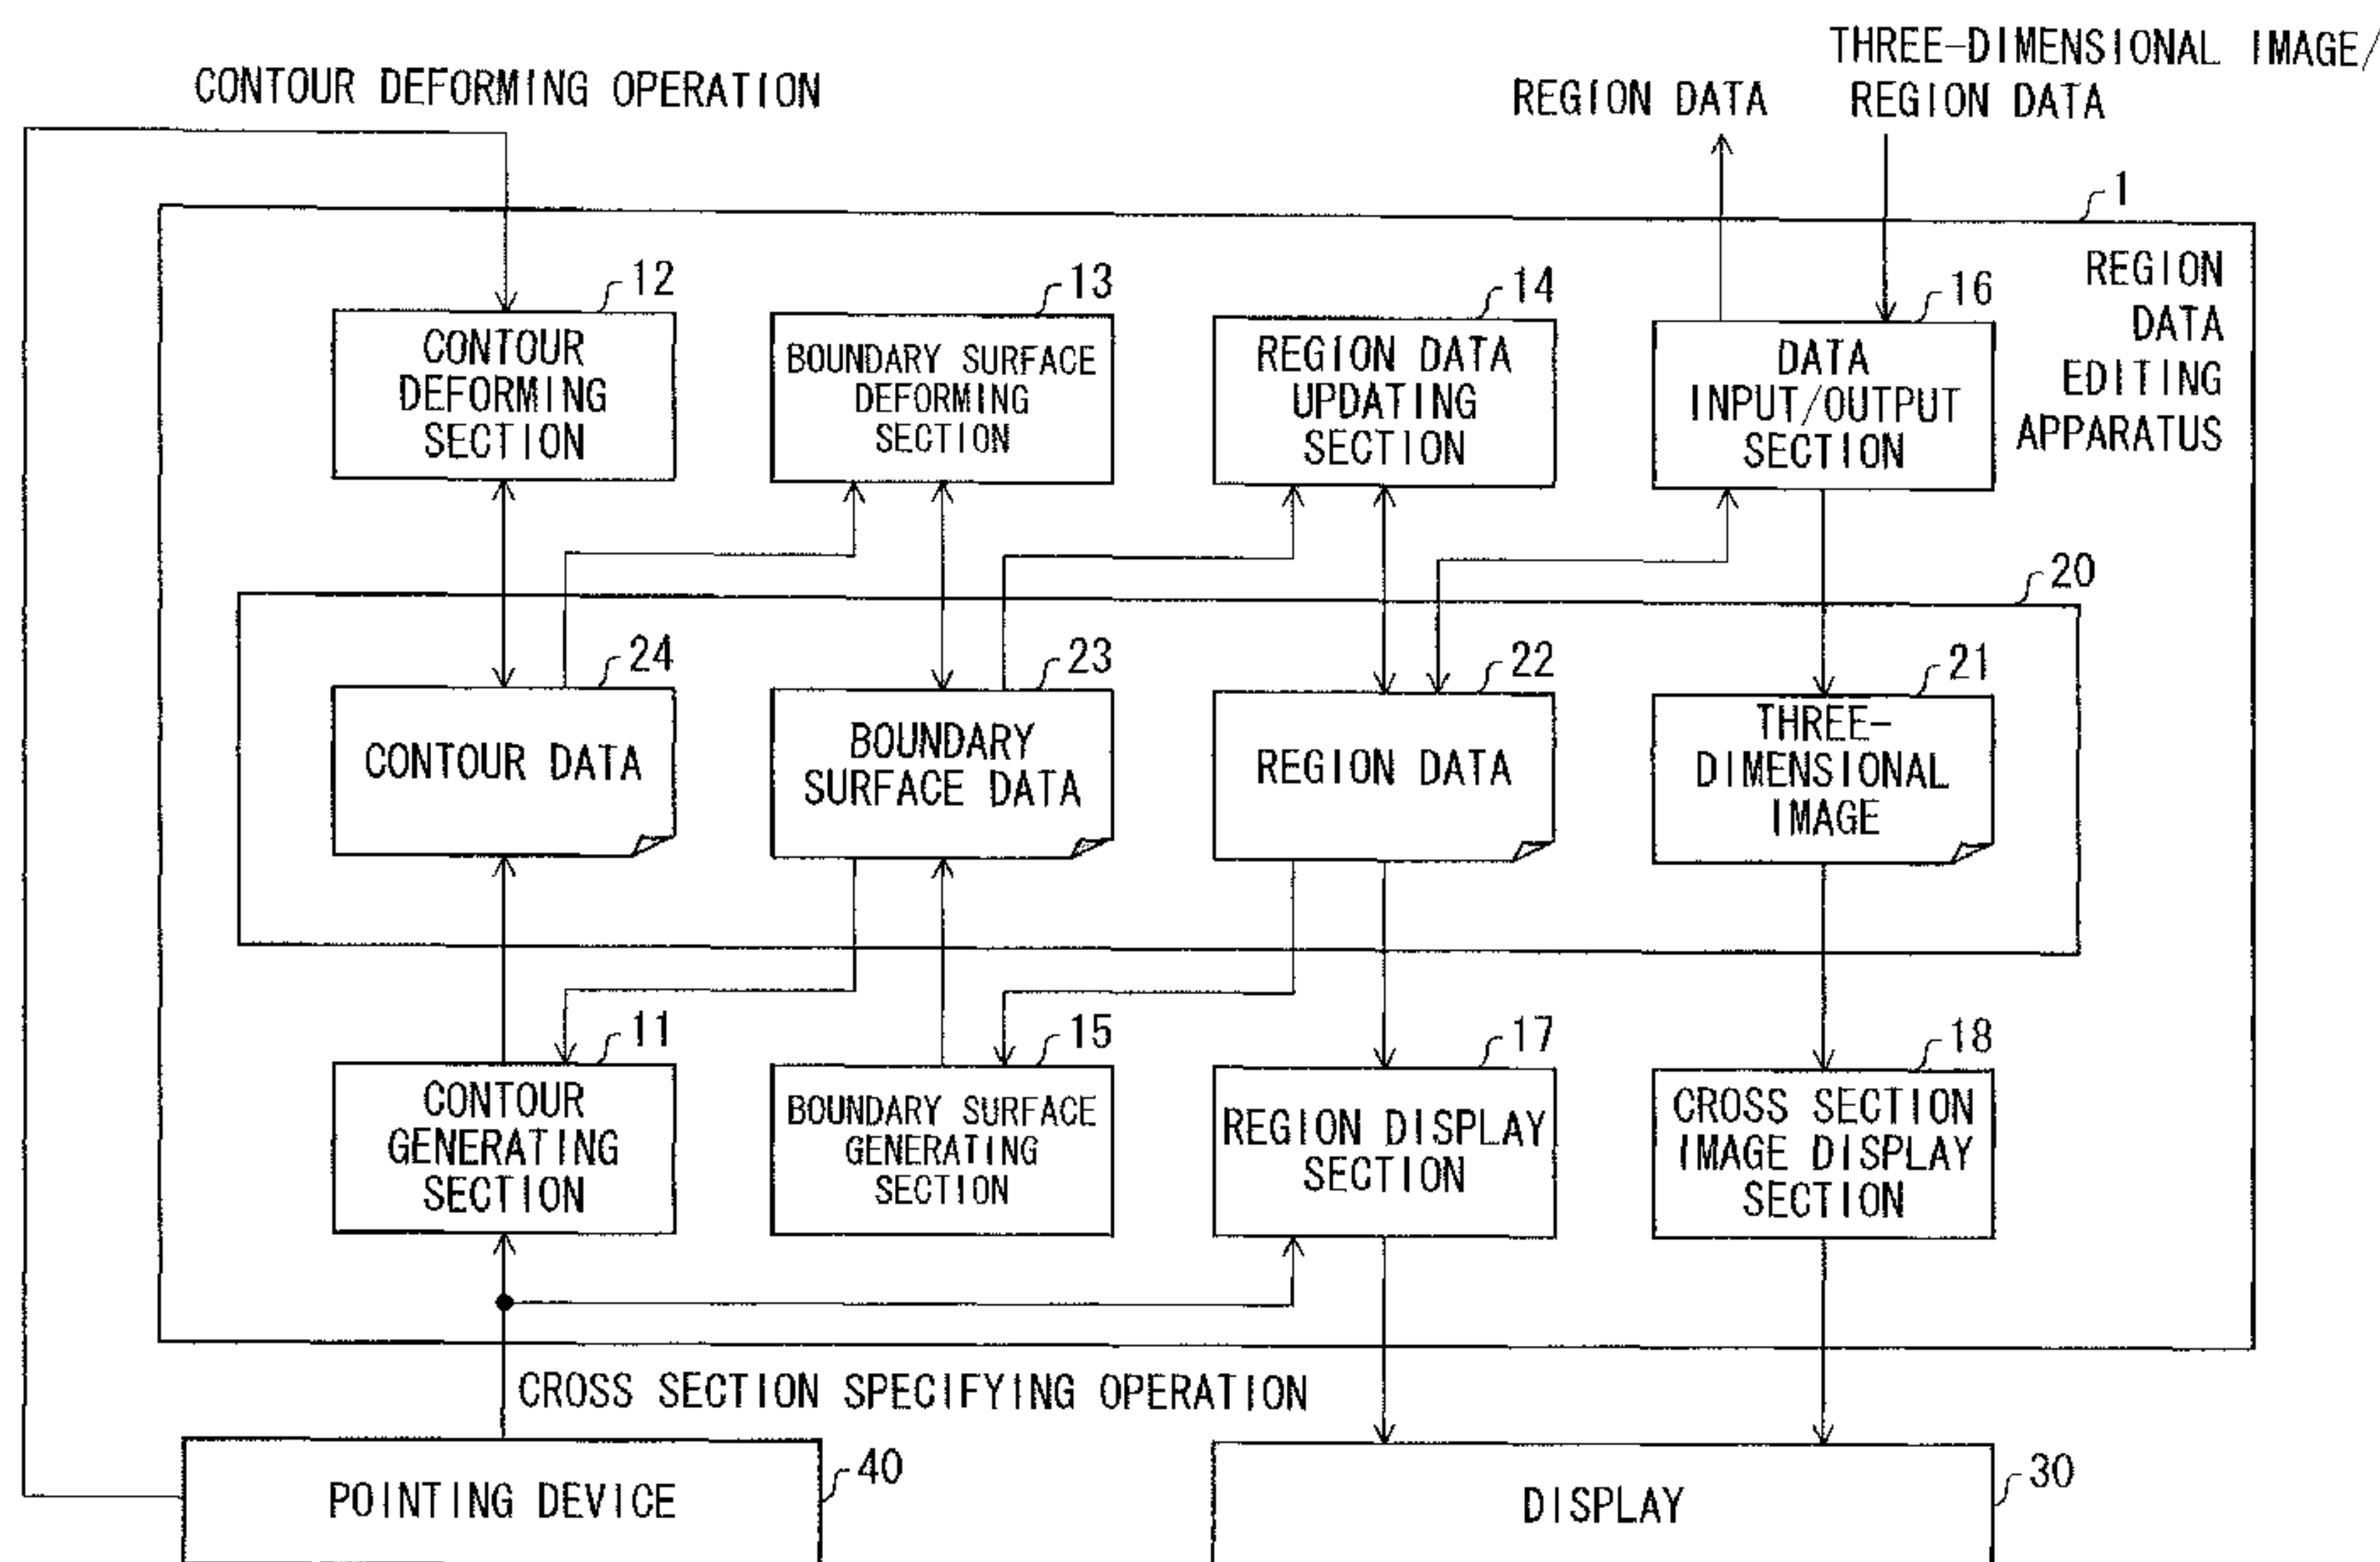 THREE-DIMENSIONAL IMAGE/
REGION DATA
REGION DATA
CONTOUR DEFORMING OPERATION
1
REGION
DATA
EDITING
APPARATUS
12
CONTOUR
DEFORMING
SECTION
13
BOUNDARY SURFACE
DEFORMING
SECTION
14
REGION DATA
UPDATING
SECTION
16
DATA
INPUT/OUTPUT
SECTION
20
24
CONTOUR DATA
23
BOUNDARY
SURFACE DATA
22
REGION DATA
21
THREE-
DIMENSIONAL
IMAGE
11
CONTOUR
GENERATING
SECTION
15
BOUNDARY SURFACE
GENERATING
SECTION
17
REGION DISPLAY
SECTION
18
CROSS SECTION
IMAGE DISPLAY
SECTION
CROSS SECTION SPECIFYING OPERATION
40
POINTING DEVICE
30
DISPLAY